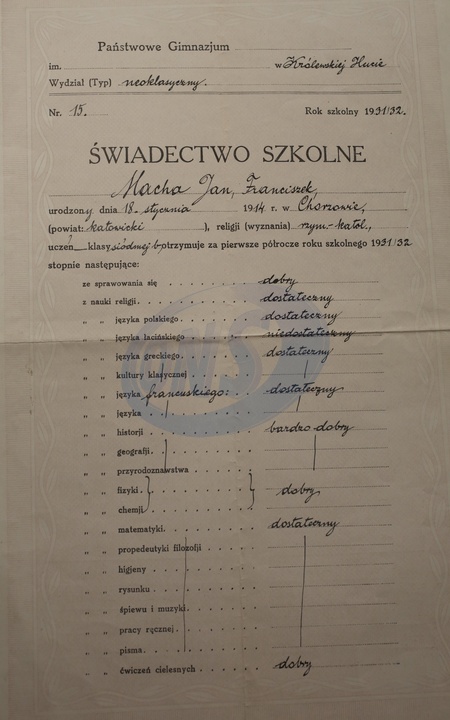 Państwowe Gimnazjum
im. w Królewskiej Hucie
Wydział (Typ) neoklasyczny.
Nr. 15. Rok szkolny 1931/32.
ŚWIADECTWO SZKOLNE
Macha Jan, Franciszek,
urodzony dnia 18. stycznia 1914 r. w Chorzowie,
(powiat: katowicki ), religji (wyznania) rzym.-katol.,
uczeń klasy siódmej b otrzymuje za pierwsze półrocze roku szkolnego 1931/32
stopnie następujące:
ze sprawowania się dobry
z nauki religji. dostateczny
„ „ języka polskiego. dostateczny
„ „ języka łacińskiego niedostateczny
„ „ języka greckiego. dostateczny
„ „ kultury klasycznej
„ „ języka francuskiego: dostateczny
„ „ języka
„ „ historji bardzo dobry
„ „ geografji.
„ „ przyrodoznawstwa
„ „ fizyki. dobry
„ „ chemji
„ „ matematyki. dostateczny
„ „ propedeutyki filozofji
„ „ higjeny
„ „ rysunku
„ „ śpiewu i muzyki
„ „ pracy ręcznej.
„ „ pisma.
„ „ ćwiczeń cielesnych dobry